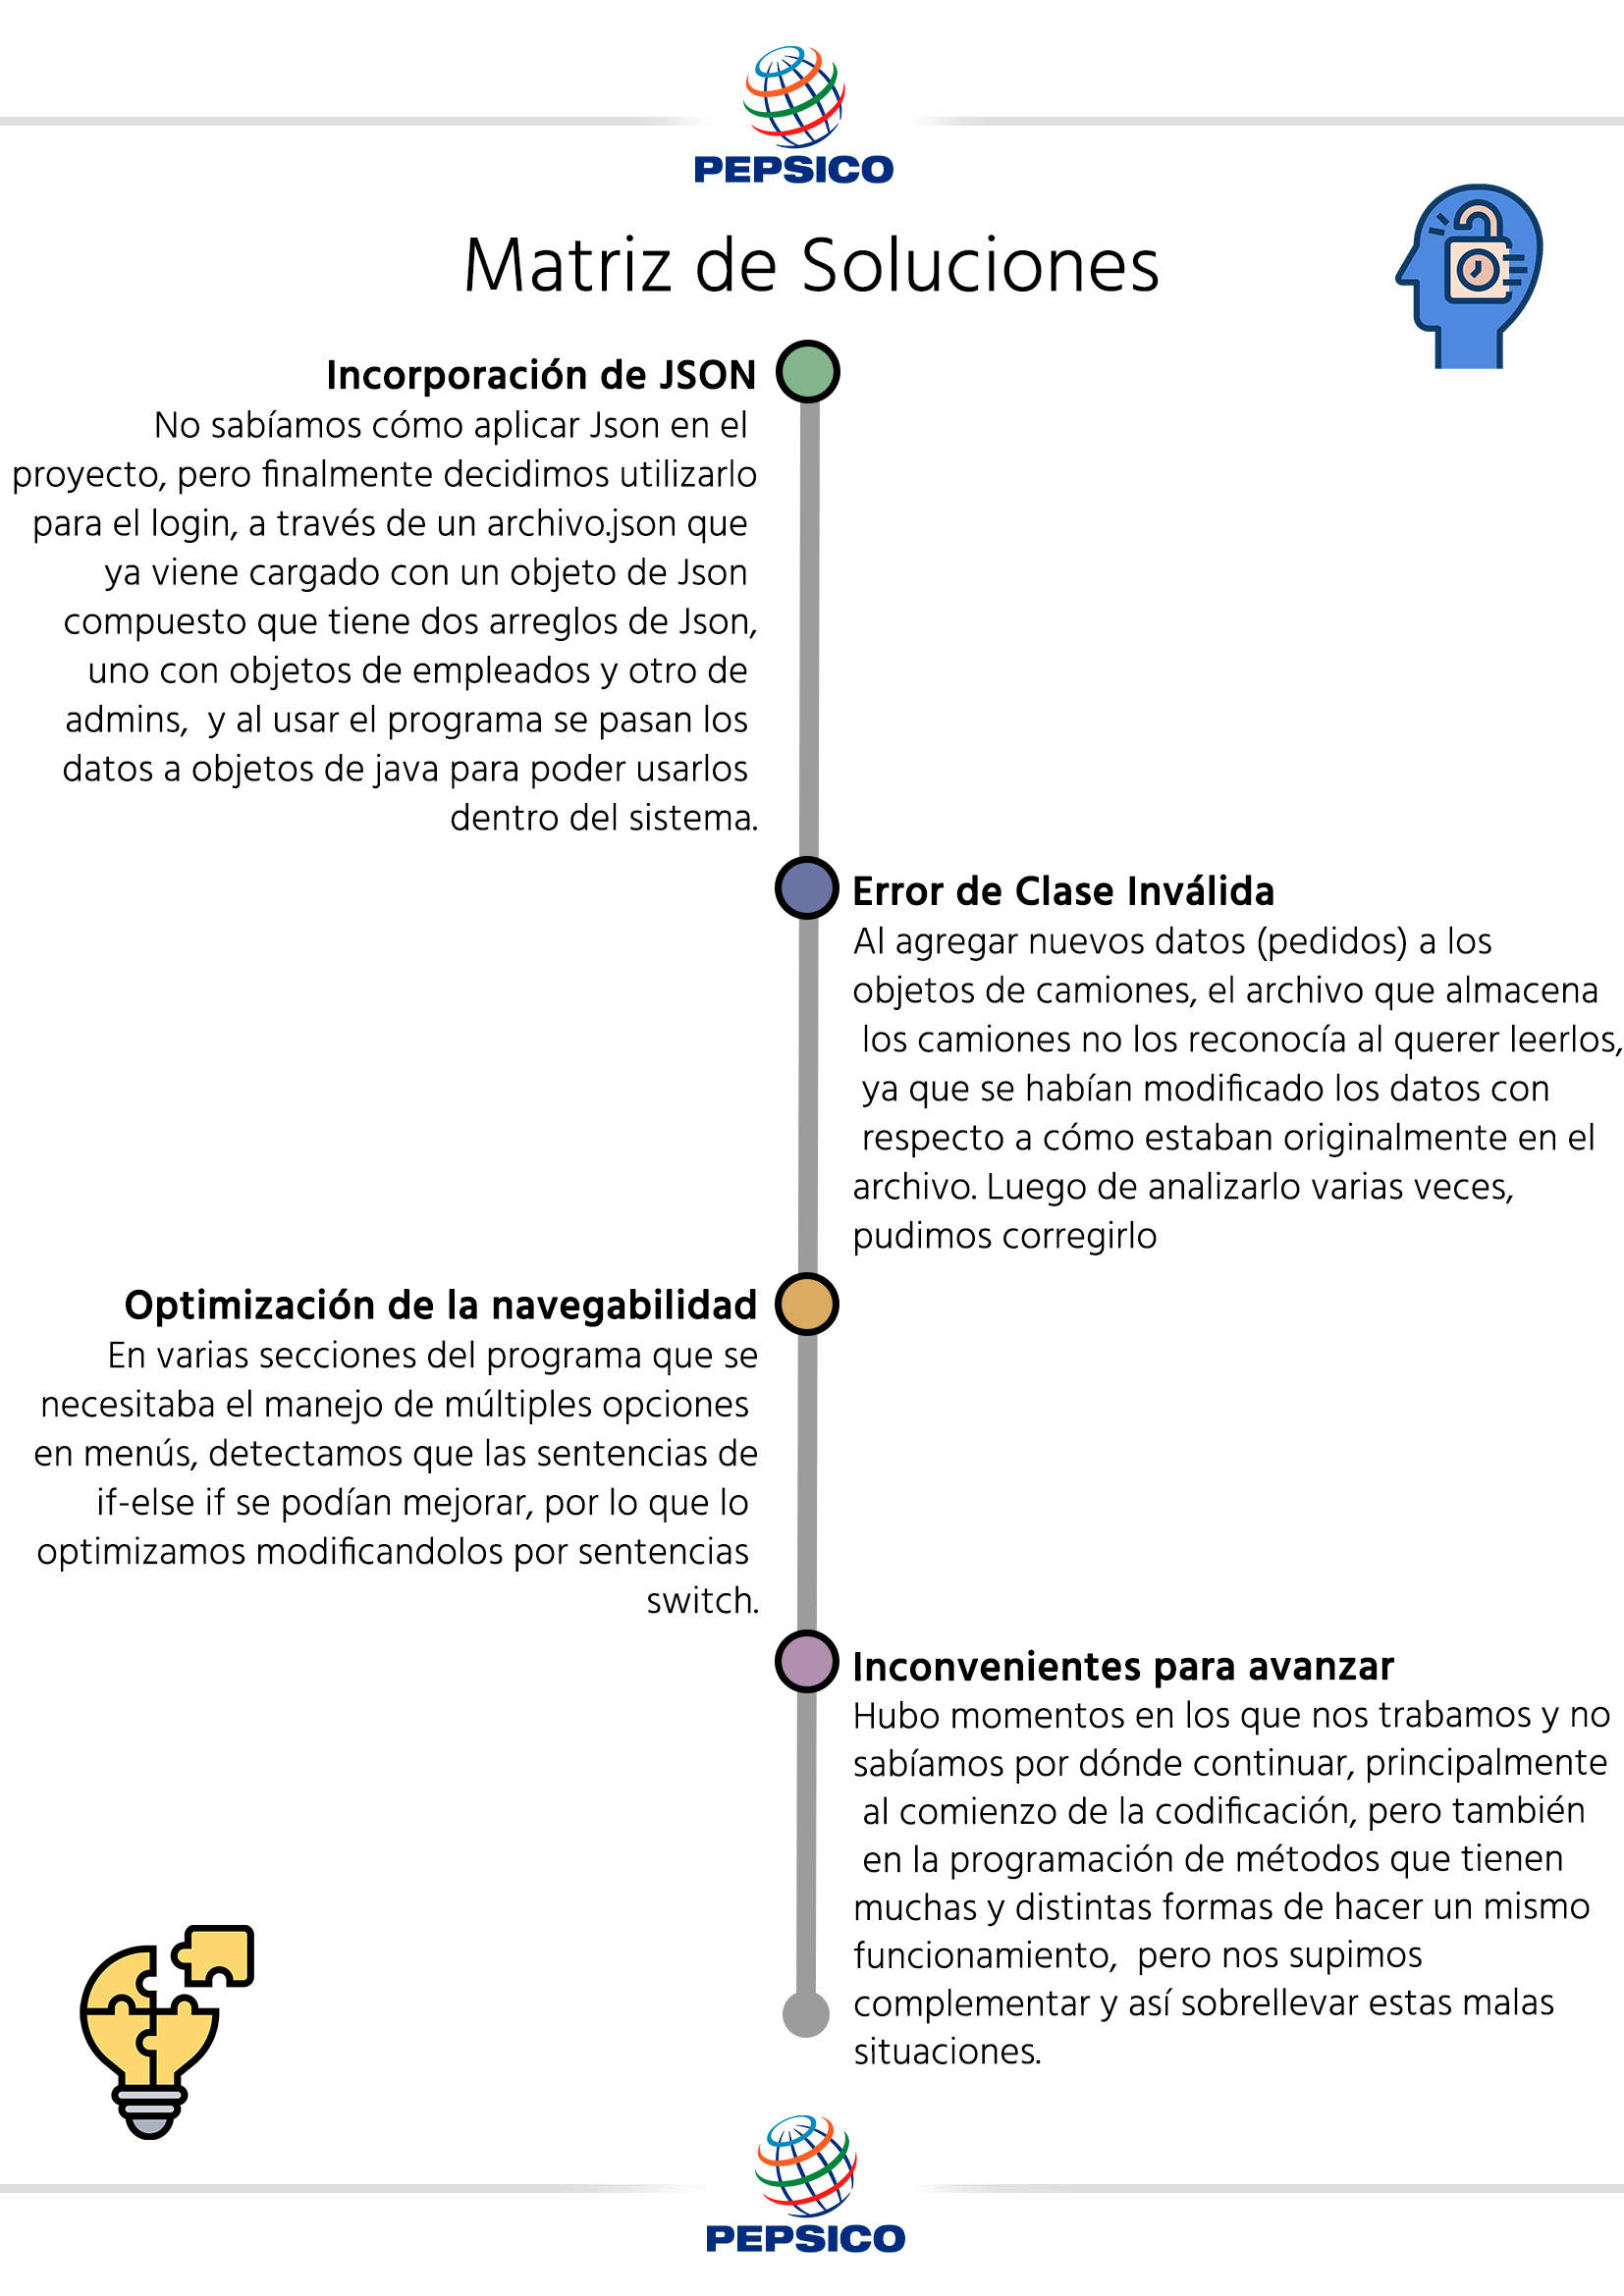 PEPSICO
Matriz de Soluciones
Incorporación de JSON
No sabíamos cómo aplicar Json en el
proyecto, pero finalmente decidimos utilizarlo
para el login, a través de un archivo.json que
ya viene cargado con un objeto de Json
compuesto que tiene dos arreglos de Json,
uno con objetos de empleados y otro de
admins,  y al usar el programa se pasan los
datos a objetos de java para poder usarlos
dentro del sistema.
Error de Clase Inválida
Al agregar nuevos datos (pedidos) a los
objetos de camiones, el archivo que almacena
los camiones no los reconocía al querer leerlos,
ya que se habían modificado los datos con
respecto a cómo estaban originalmente en el
archivo. Luego de analizarlo varias veces,
pudimos corregirlo
Optimización de la navegabilidad
En varias secciones del programa que se
necesitaba el manejo de múltiples opciones
en menús, detectamos que las sentencias de
if-else if se podían mejorar, por lo que lo
optimizamos modificandolos por sentencias
switch.
Inconvenientes para avanzar
Hubo momentos en los que nos trabamos y no
sabíamos por dónde continuar, principalmente
al comienzo de la codificación, pero también
en la programación de métodos que tienen
muchas y distintas formas de hacer un mismo
funcionamiento,  pero nos supimos
complementar y así sobrellevar estas malas
situaciones.
PEPSICO